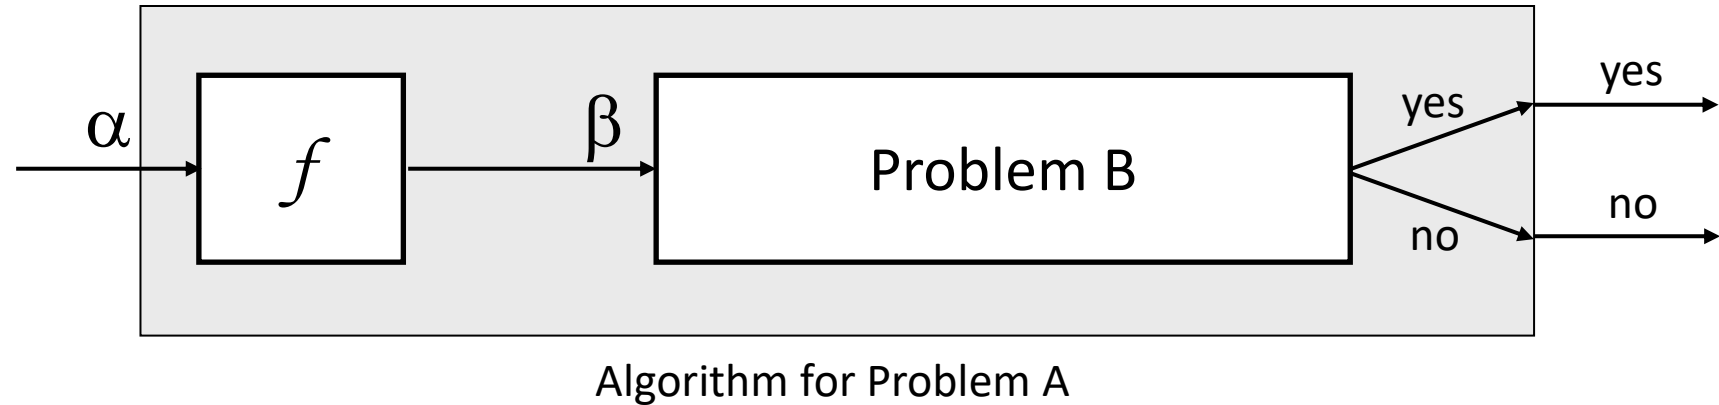 α
f
β
Problem B
yes
no
yes
no
Algorithm for Problem A